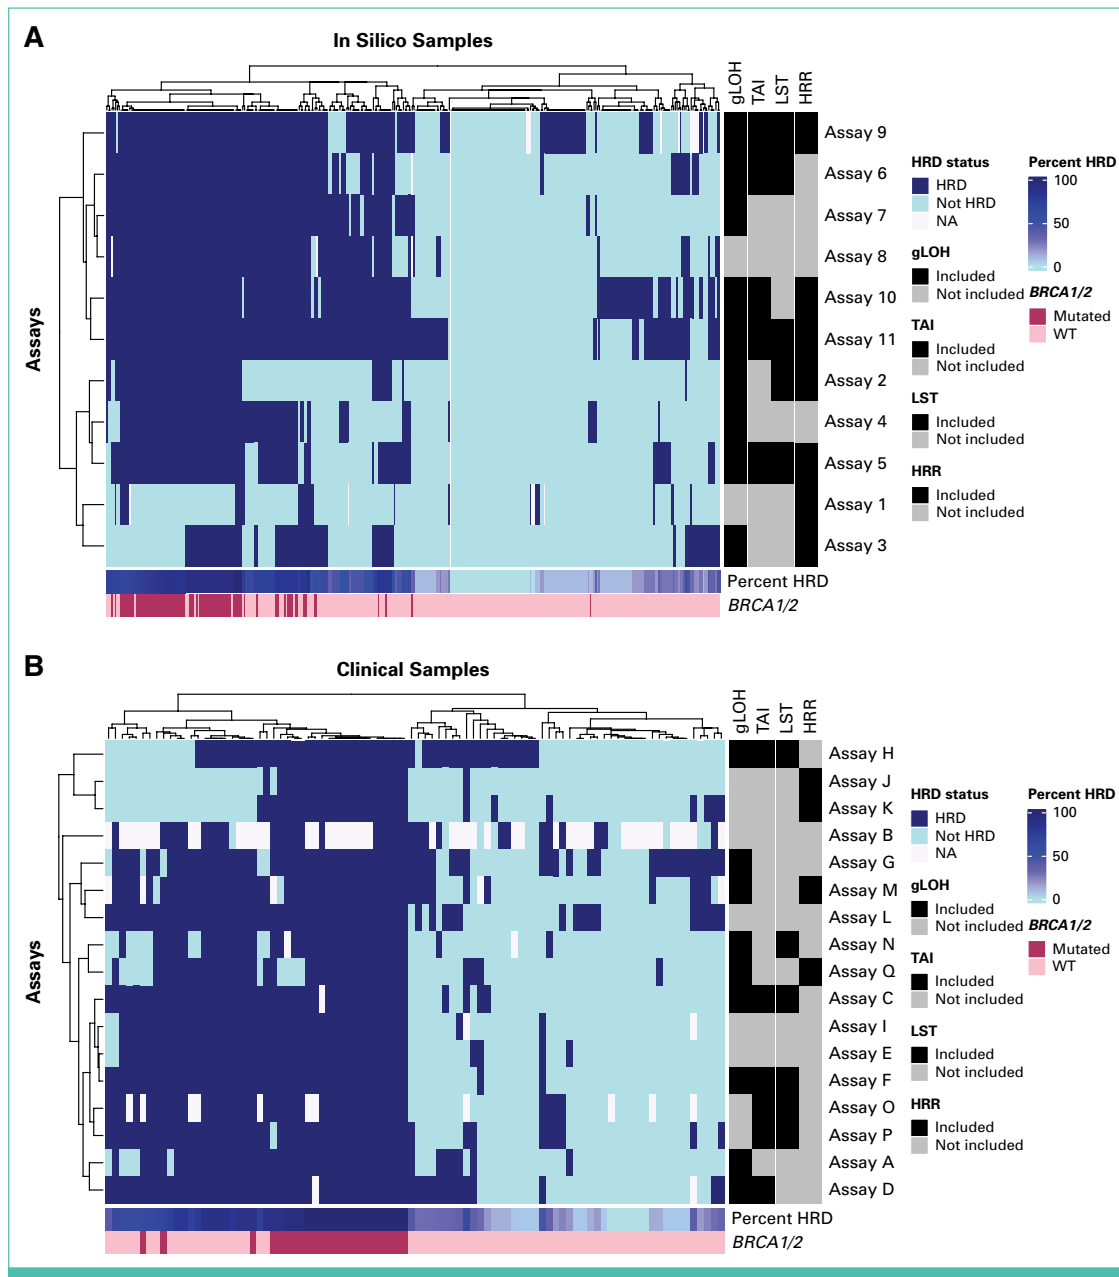 A
In Silico Samples
gLOH
TAI
LST
HRR
Assays
Assay 9
Assay 6
Assay 7
Assay 8
Assay 10
Assay 11
Assay 2
Assay 4
Assay 5
Assay 1
Assay 3
Percent HRD
BRCA1/2
HRD status
HRD
Not HRD
NA
gLOH
Included
Not included
TAI
Included
Not included
LST
Included
Not included
HRR
Included
Not included
Percent HRD
100
50
0
BRCA1/2
Mutated
WT
B
Clinical Samples
gLOH
TAI
LST
HRR
Assays
Assay H
Assay J
Assay K
Assay B
Assay G
Assay M
Assay L
Assay N
Assay Q
Assay C
Assay I
Assay E
Assay F
Assay O
Assay P
Assay A
Assay D
Percent HRD
BRCA1/2
HRD status
HRD
Not HRD
NA
gLOH
Included
Not included
TAI
Included
Not included
LST
Included
Not included
HRR
Included
Not included
Percent HRD
100
50
0
BRCA1/2
Mutated
WT